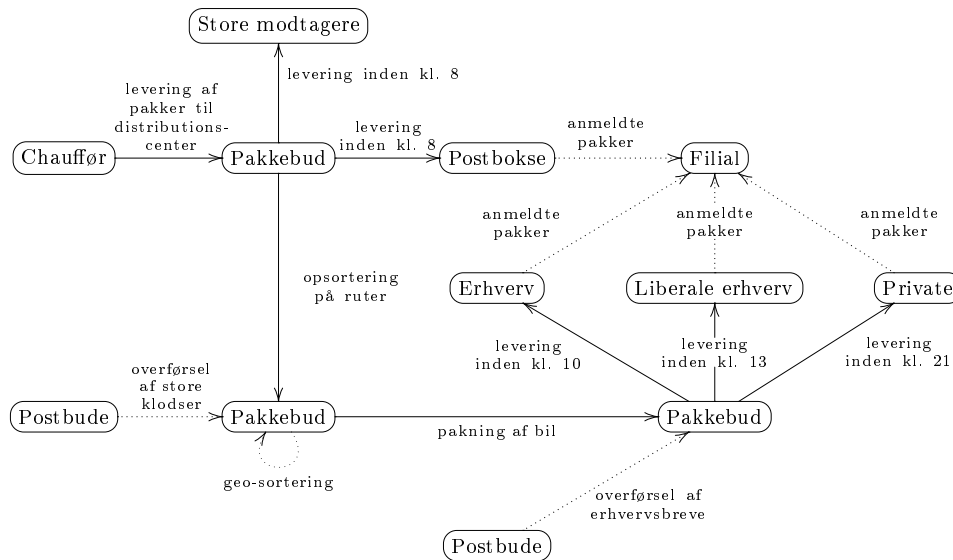 Store modtagere
levering inden kl. 8
levering af
pakker til
distributions-
center
levering
inden kl. 8
anmeldte
pakker
Chauffør
Pakkebud
Postbokse
Filial
anmeldte
pakker
anmeldte
pakker
anmeldte
pakker
opsortering
på ruter
Erhverv
Liberale erhverv
Private
levering
inden kl. 10
levering
inden kl. 13
levering
inden kl. 21
overførsel
af store
klodser
Postbude
Pakkebud
pakning af bil
Pakkebud
geo-sortering
overførsel af
erhvervsbreve
Postbude